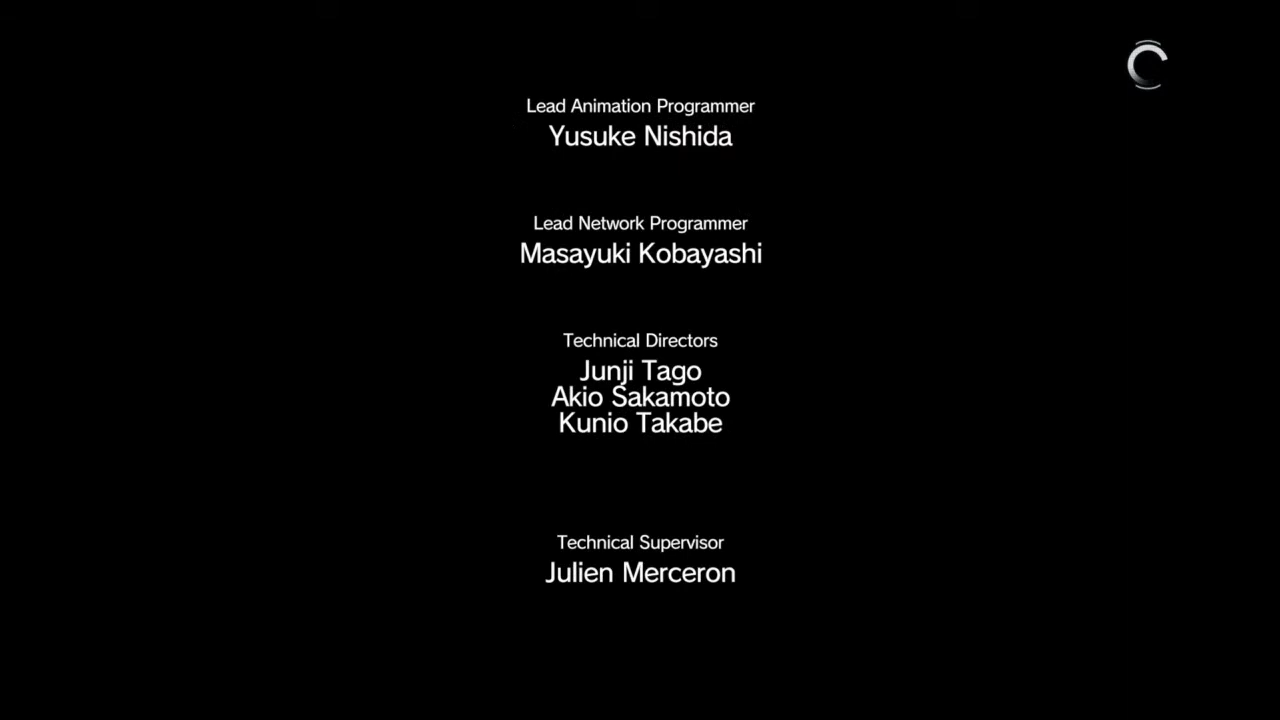 Lead Animation Programmer
Yusuke Nishida
Lead Network Programmer
Masayuki Kobayashi
Technical Directors
Junji Tago
Akio Sakamoto
Kunio Takabe
Technical Supervisor
Julien Merceron